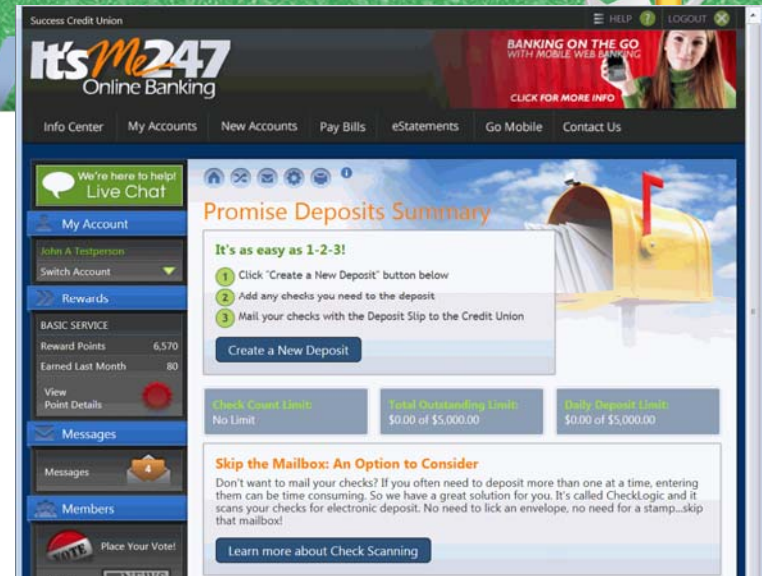 Success Credit Union
HELP ? LOGOUT
It's Me 247
Online Banking
BANKING ON THE GO
WITH MOBILE WEB BANKING
CLICK FOR MORE INFO
Info Center My Accounts New Accounts Pay Bills eStatements Go Mobile Contact Us
We're here to help!
Live Chat
My Account
John A Testperson
Switch Account
Rewards
BASIC SERVICE
Reward Points 6,570
Earned Last Month 80
View
Point Details
Messages
Messages 4
Members
VOTE Place Your Vote!
NEWS
Promise Deposits Summary
It's as easy as 1-2-3!
1 Click "Create a New Deposit" button below
2 Add any checks you need to the deposit
3 Mail your checks with the Deposit Slip to the Credit Union
Create a New Deposit
Check Count Limit:
No Limit
Total Outstanding Limit:
$0.00 of $5,000.00
Daily Deposit Limit:
$0.00 of $5,000.00
Skip the Mailbox: An Option to Consider
Don't want to mail your checks? If you often need to deposit more than one at a time, entering
them can be time consuming. So we have a great solution for you. It's called CheckLogic and it
scans your checks for electronic deposit. No need to lick an envelope, no need for a stamp...skip
that mailbox!
Learn more about Check Scanning